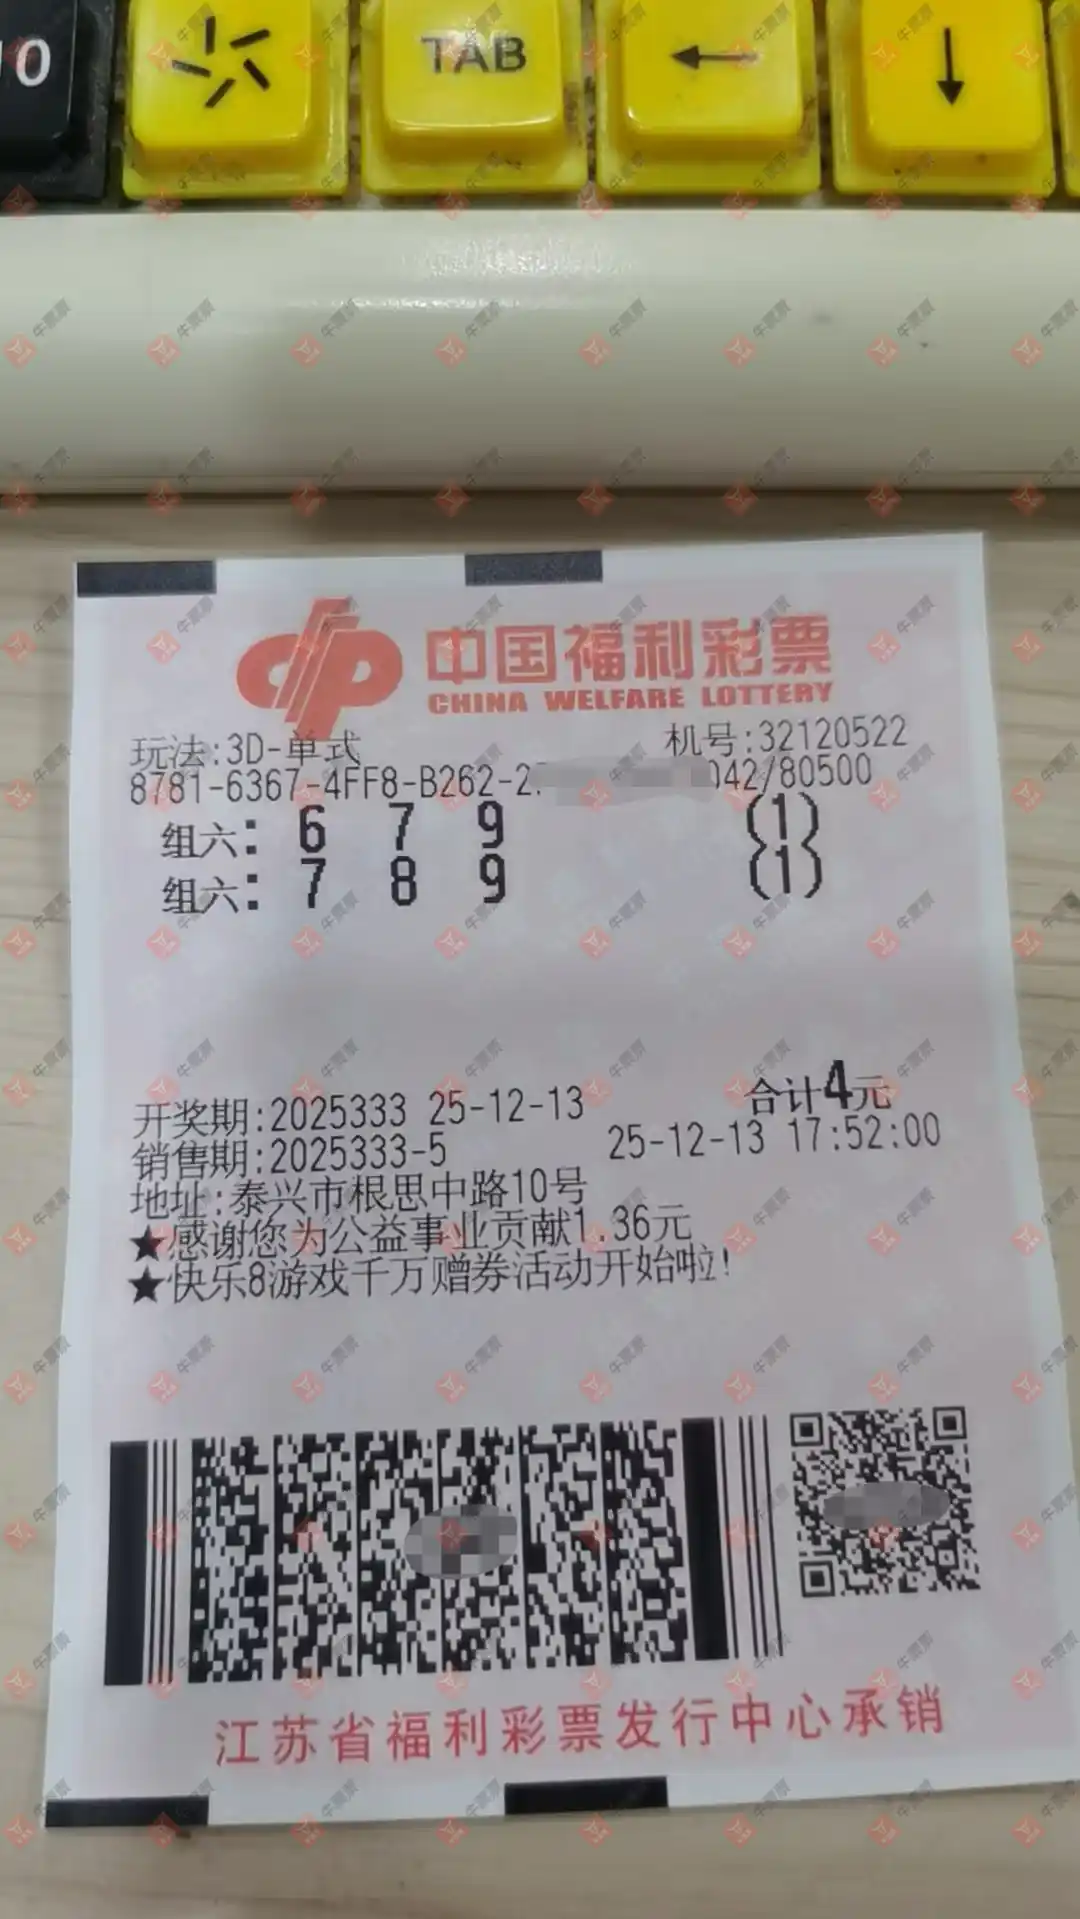 10
TAB
中国福利彩票
CHINA WELFARE LOTTERY
玩法:3D-单式 机号:32120522
8781-6367-4FF8-B262-2 042/80500
组六: 6 7 9 (1)
组六: 7 8 9 (1)
合计4元
开奖期:2025333 25-12-13
销售期:2025333-5 25-12-13 17:52:00
地址:泰兴市根思中路10号
★感谢您为公益事业贡献1.36元
★快乐8游戏千万赠券活动开始啦!
江苏省福利彩票发行中心承销